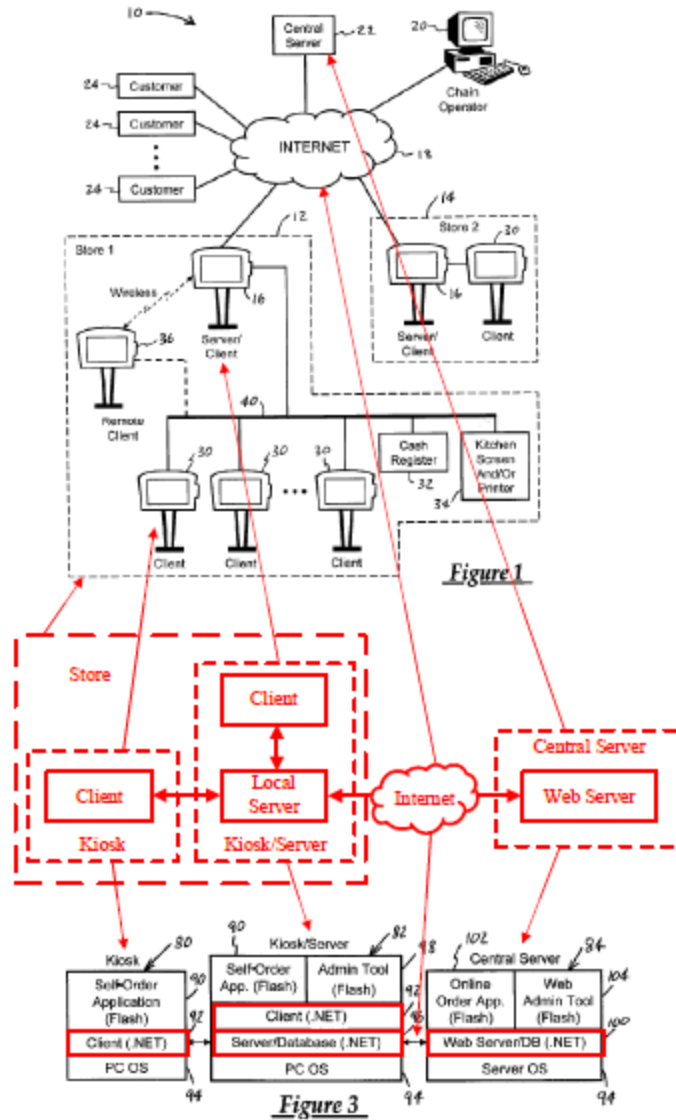 10
Central
Server
22
20
Chain
Operator
24
Customer
24
Customer
24
Customer
INTERNET
18
12
14
Store 1
Store 2
30
Wireless
16
16
36
Server/
Client
Server/
Client
Client
Remote
Client
40
30
30
30
Cash
Register
32
Kitchen
Screen
And/Or
Printer
34
Client
Client
Client
Figure 1
Store
Client
Central Server
Client
Local
Server
Internet
Web Server
Kiosk
Kiosk/Server
90
Kiosk/Server
82
102
Central Server
84
Kiosk
80
98
Self-Order
Application
(Flash)
90
Self-Order
App. (Flash)
Admin Tool
(Flash)
Online
Order App.
(Flash)
Web
Admin Tool
(Flash)
104
92
Client (.NET)
92
Client (.NET)
Server/Database (.NET)
96
Web Server/DB (.NET)
100
PC OS
94
PC OS
94
Server OS
94
Figure 3